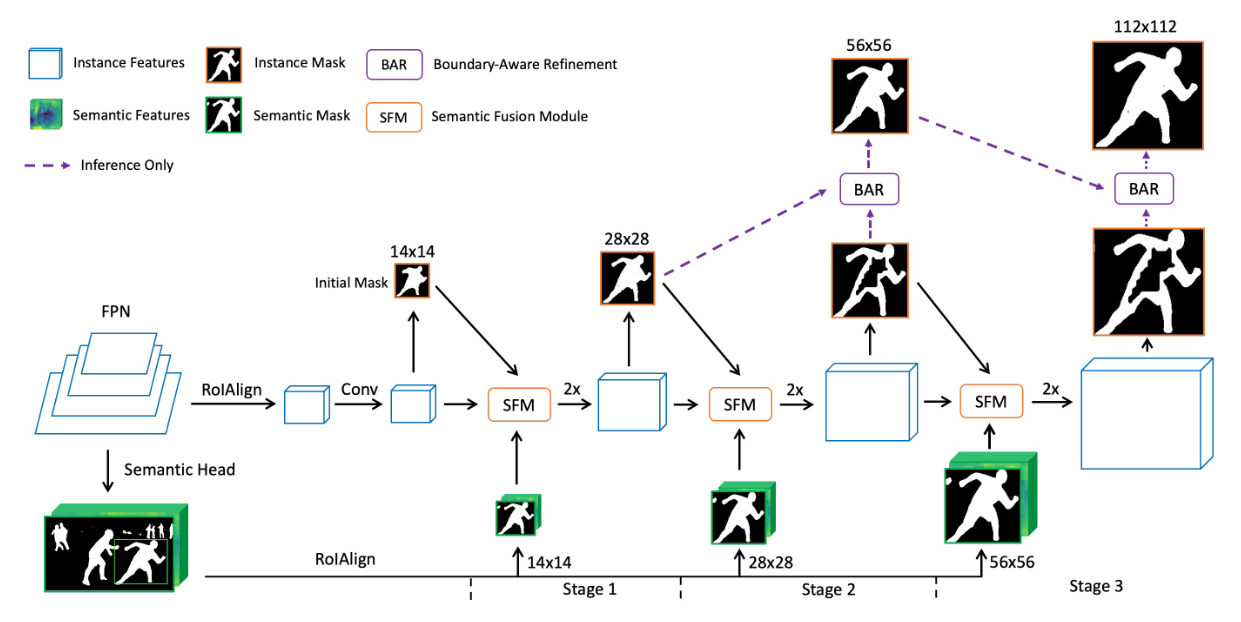 Instance Features
Instance Mask
BAR
Boundary-Aware Refinement
Semantic Features
Semantic Mask
SFM
Semantic Fusion Module
Inference Only
56x56
112x112
BAR
BAR
28x28
14x14
Initial Mask
FPN
RoIAlign
Conv
SFM
2x
SFM
2x
SFM
2x
Semantic Head
RoIAlign
14x14
28x28
56x56
Stage 1
Stage 2
Stage 3